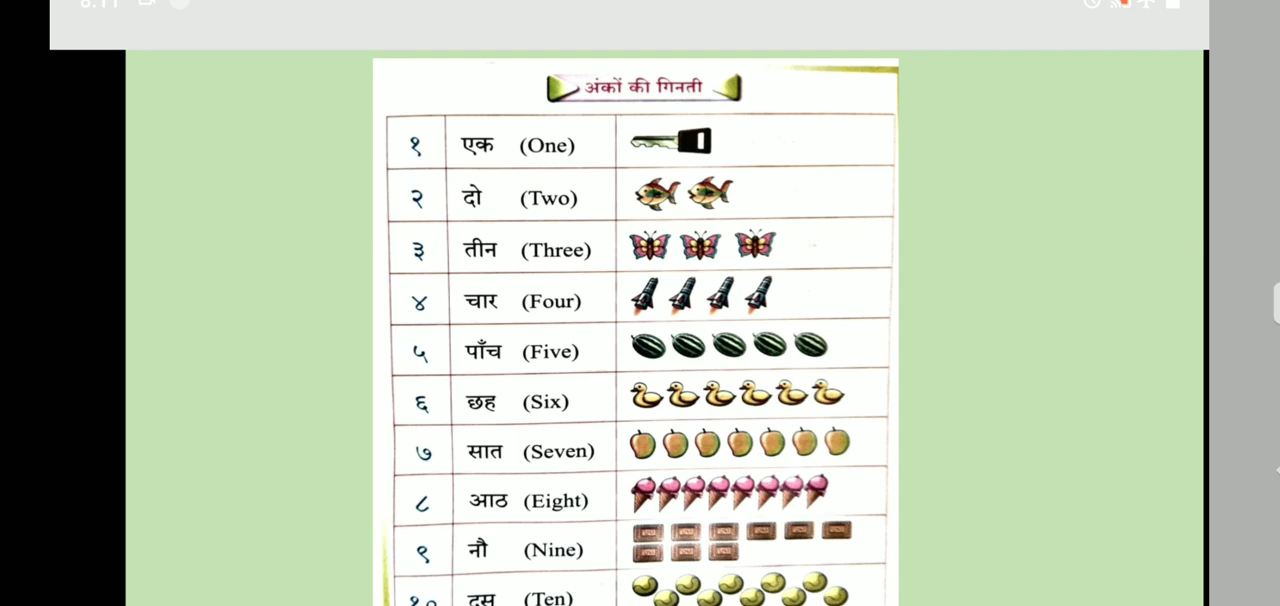 अंकों की गिनती
१ एक (One)
२ दो (Two)
३ तीन (Three)
४ चार (Four)
५ पाँच (Five)
६ छह (Six)
७ सात (Seven)
८ आठ (Eight)
९ नौ (Nine)
१० दस (Ten)